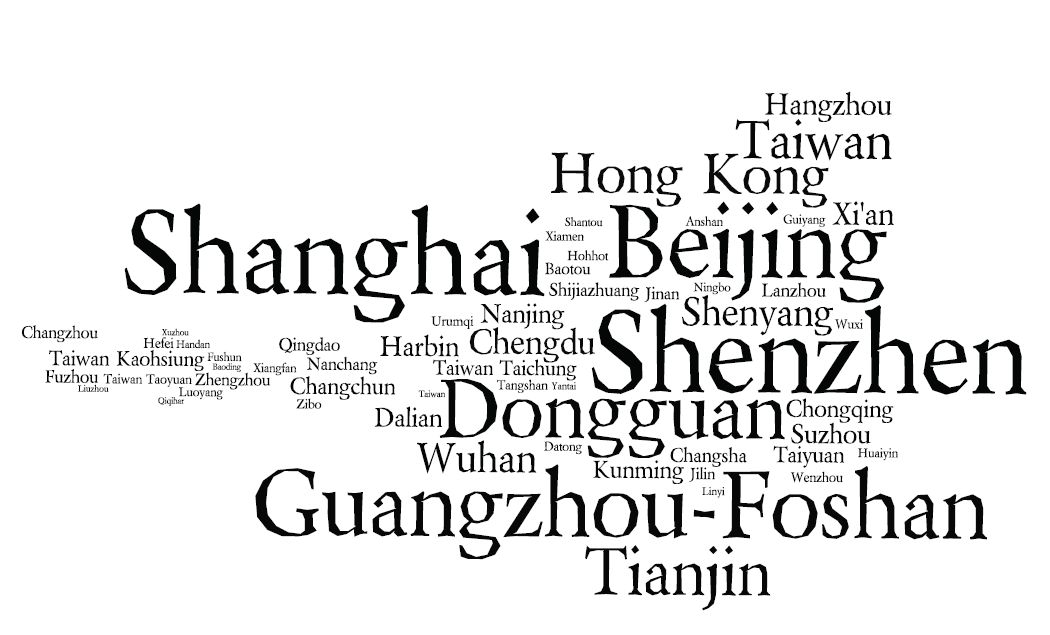 Hangzhou
Taiwan
Hong Kong
Shanghai
Shantou
Beijing
Anshan
Guiyang
Xi'an
Xiamen
Hohhot
Baotou
Shijiazhuang
Jinan
Ningbo
Lanzhou
Urumqi
Nanjing
Shenyang
Wuxi
Shenzhen
Changzhou
Xuzhou
Hefei
Handan
Qingdao
Harbin
Chengdu
Taiwan Kaohsiung
Fushun
Baoding
Xiangfan
Nanchang
Taiwan Taichung
Fuzhou
Taiwan Taoyuan
Zhengzhou
Changchun
Tangshan
Yantai
Liuzhou
Luoyang
Qiqihar
Zibo
Taiwan
Dongguan
Chongqing
Dalian
Suzhou
Wuhan
Datong
Changsha
Taiyuan
Huaiyin
Kunming
Jilin
Wenzhou
Linyi
Guangzhou-Foshan
Tianjin